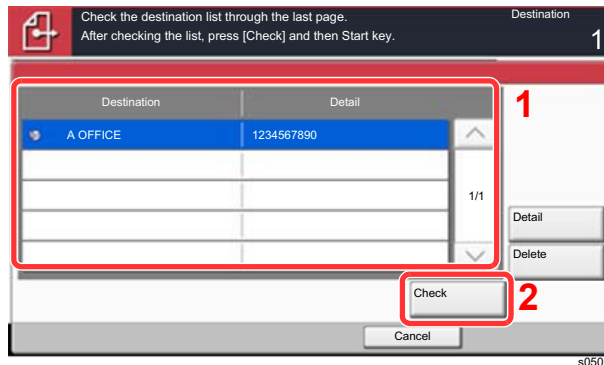 Check the destination list through the last page.
After checking the list, press [Check] and then Start key.
Destination
1
1
Destination
Detail
A OFFICE
1234567890
1/1
Detail
Delete
Check
2
Cancel
s050